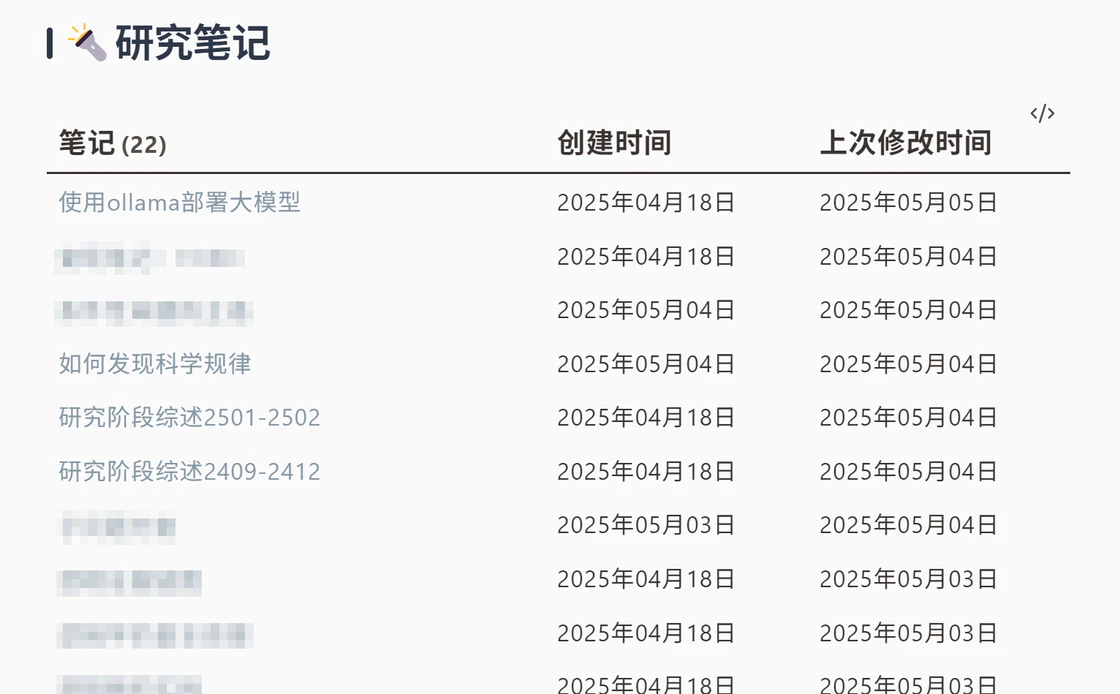 研究笔记
</>
笔记 (22) 创建时间 上次修改时间
使用ollama部署大模型 2025年04月18日 2025年05月05日
2025年04月18日 2025年05月04日
2025年05月04日 2025年05月04日
如何发现科学规律 2025年05月04日 2025年05月04日
研究阶段综述2501-2502 2025年04月18日 2025年05月04日
研究阶段综述2409-2412 2025年04月18日 2025年05月04日
2025年05月03日 2025年05月04日
2025年04月18日 2025年05月03日
2025年04月18日 2025年05月03日
2025年04月18日 2025年05月03日